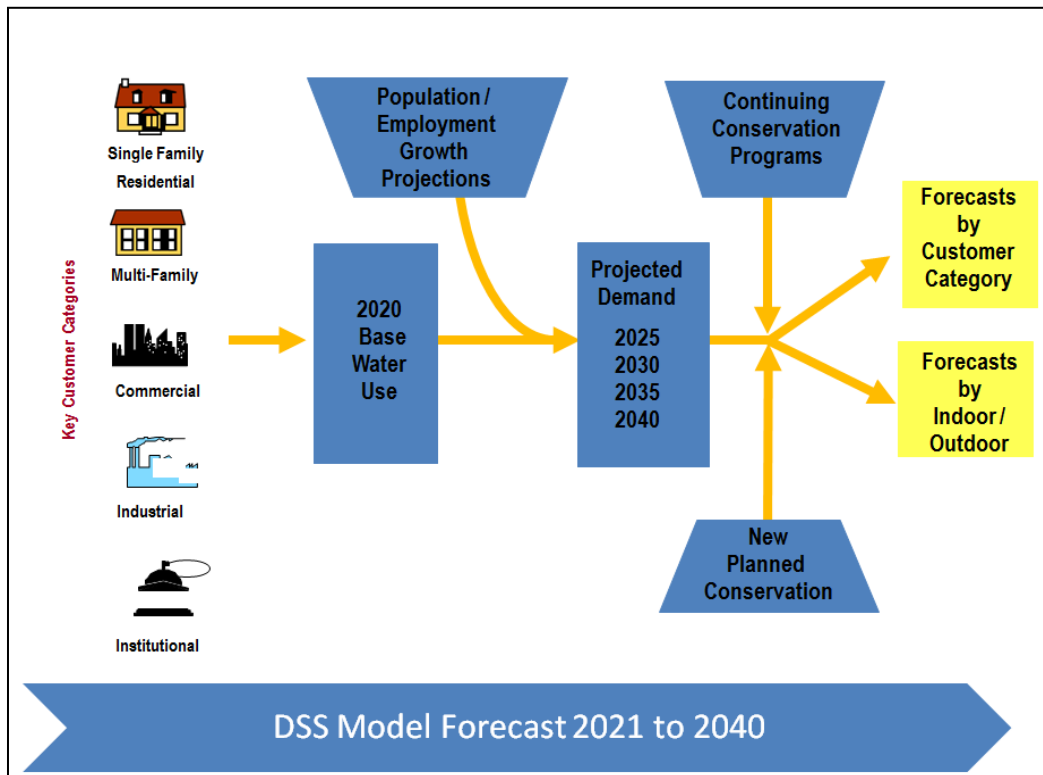 Key Customer Categories
Single Family
Residential
Multi-Family
Commercial
Industrial
Institutional
2020
Base
Water
Use
Population /
Employment
Growth
Projections
Projected
Demand
2025
2030
2035
2040
Continuing
Conservation
Programs
New
Planned
Conservation
Forecasts
by
Customer
Category
Forecasts
by
Indoor /
Outdoor
DSS Model Forecast 2021 to 2040